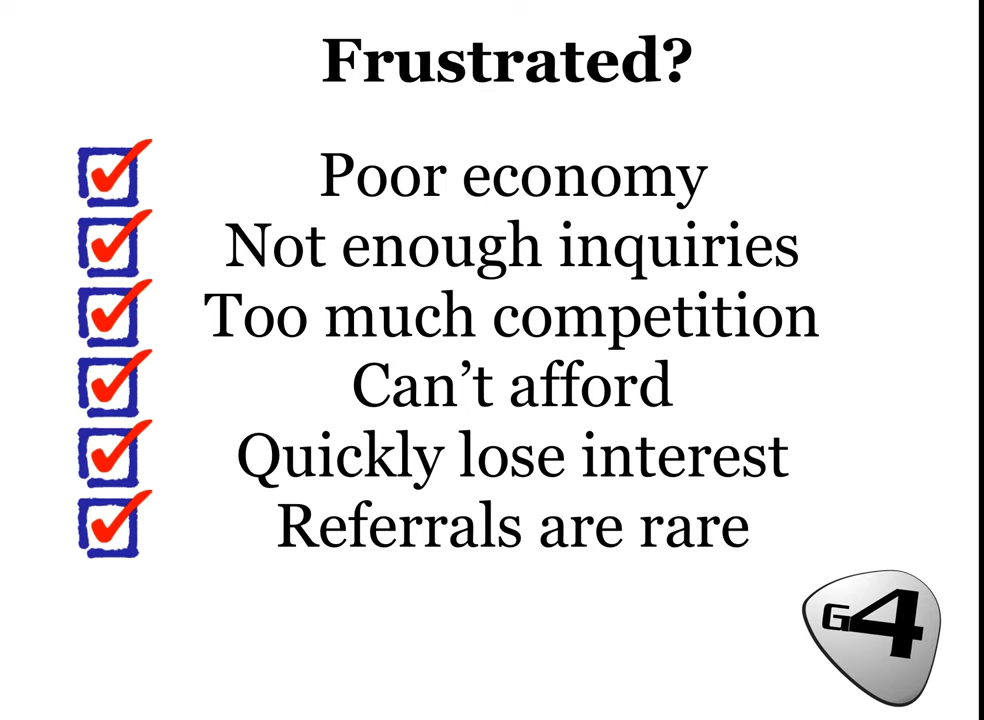 Frustrated?
Poor economy
Not enough inquiries
Too much competition
Can’t afford
Quickly lose interest
Referrals are rare
G4